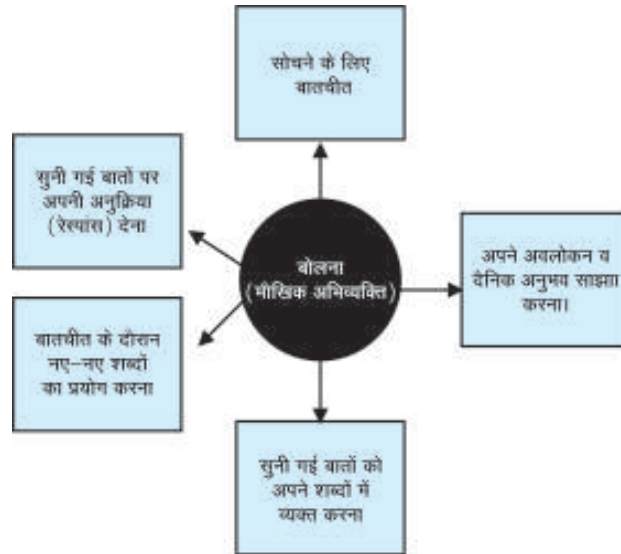 सोचने के लिए
बातचीत
सुनी गई बातों पर
अपनी अनुक्रिया
(रेस्पांस) देना
बोलना
(मौखिक अभिव्यक्ति)
अपने अवलोकन व
दैनिक अनुभव साझाा
करना।
बातचीत के दौरान
नए-नए शब्दों
का प्रयोग करना
सुनी गई बातों को
अपने शब्दों में
व्यक्त करना